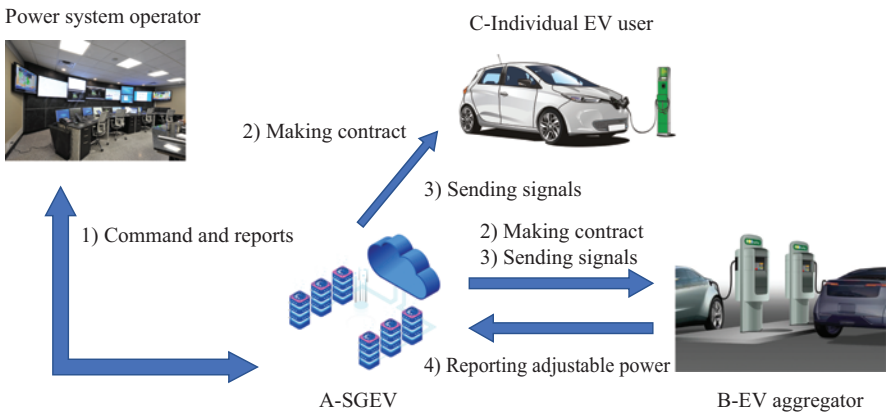 Power system operator
C-Individual EV user
2) Making contract
3) Sending signals
1) Command and reports
2) Making contract
3) Sending signals
4) Reporting adjustable power
A-SGEV
B-EV aggregator